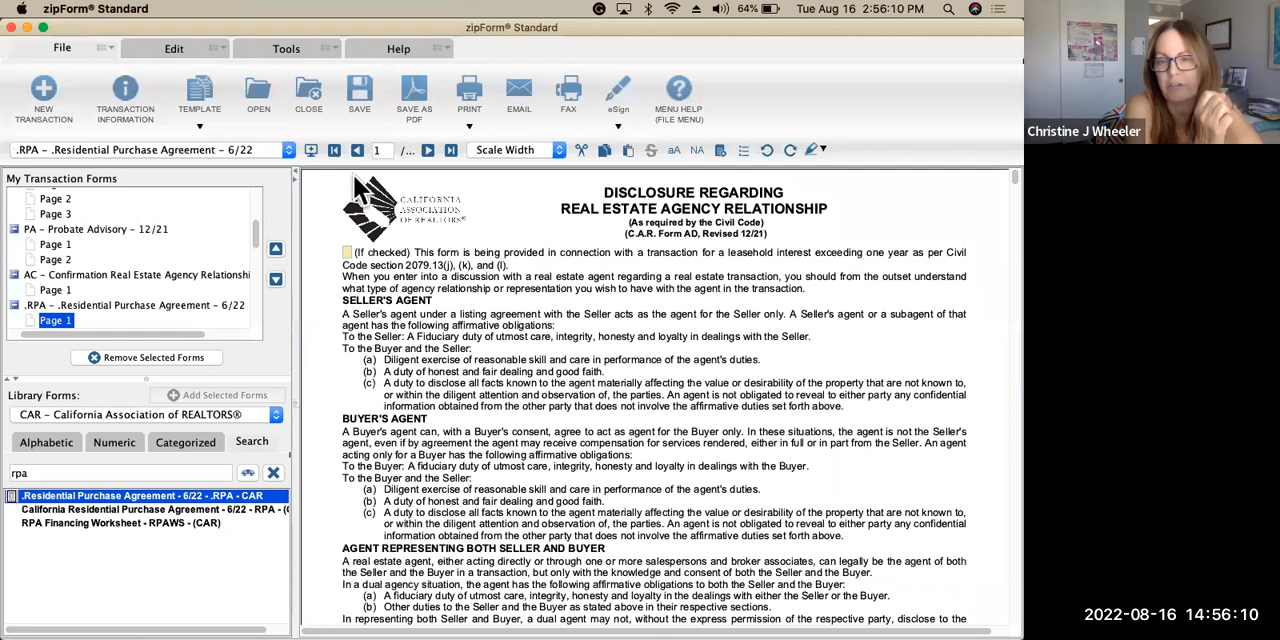 zipForm® Standard
64%
Tue Aug 16 2:56:10 PM
zipForm® Standard
File
Edit
Tools
Help
NEW TRANSACTION
TRANSACTION INFORMATION
TEMPLATE
OPEN
CLOSE
SAVE
SAVE AS PDF
PRINT
EMAIL
FAX
eSign
MENU HELP (FILE MENU)
.RPA - .Residential Purchase Agreement - 6/22
1
/...
Scale Width
aA
NA
My Transaction Forms
Page 2
Page 3
PA - Probate Advisory - 12/21
Page 1
Page 2
AC - Confirmation Real Estate Agency Relationshi
Page 1
.RPA - .Residential Purchase Agreement - 6/22
Page 1
Remove Selected Forms
Library Forms:
Add Selected Forms
CAR - California Association of REALTORS®
Alphabetic
Numeric
Categorized
Search
rpa
.Residential Purchase Agreement - 6/22 - .RPA - CAR
California Residential Purchase Agreement - 6/22 - RPA - (
RPA Financing Worksheet - RPAWS - (CAR)
CALIFORNIA
ASSOCIATION
OF REALTORS®
DISCLOSURE REGARDING
REAL ESTATE AGENCY RELATIONSHIP
(As required by the Civil Code)
(C.A.R. Form AD, Revised 12/21)
(If checked) This form is being provided in connection with a transaction for a leasehold interest exceeding one year as per Civil
Code section 2079.13(j), (k), and (l).
When you enter into a discussion with a real estate agent regarding a real estate transaction, you should from the outset understand
what type of agency relationship or representation you wish to have with the agent in the transaction.
SELLER'S AGENT
A Seller's agent under a listing agreement with the Seller acts as the agent for the Seller only. A Seller's agent or a subagent of that
agent has the following affirmative obligations:
To the Seller: A Fiduciary duty of utmost care, integrity, honesty and loyalty in dealings with the Seller.
To the Buyer and the Seller:
(a) Diligent exercise of reasonable skill and care in performance of the agent's duties.
(b) A duty of honest and fair dealing and good faith.
(c) A duty to disclose all facts known to the agent materially affecting the value or desirability of the property that are not known to,
or within the diligent attention and observation of, the parties. An agent is not obligated to reveal to either party any confidential
information obtained from the other party that does not involve the affirmative duties set forth above.
BUYER'S AGENT
A Buyer's agent can, with a Buyer's consent, agree to act as agent for the Buyer only. In these situations, the agent is not the Seller's
agent, even if by agreement the agent may receive compensation for services rendered, either in full or in part from the Seller. An agent
acting only for a Buyer has the following affirmative obligations:
To the Buyer: A fiduciary duty of utmost care, integrity, honesty and loyalty in dealings with the Buyer.
To the Buyer and the Seller:
(a) Diligent exercise of reasonable skill and care in performance of the agent's duties.
(b) A duty of honest and fair dealing and good faith.
(c) A duty to disclose all facts known to the agent materially affecting the value or desirability of the property that are not known to,
or within the diligent attention and observation of, the parties. An agent is not obligated to reveal to either party any confidential
information obtained from the other party that does not involve the affirmative duties set forth above.
AGENT REPRESENTING BOTH SELLER AND BUYER
A real estate agent, either acting directly or through one or more salespersons and broker associates, can legally be the agent of both
the Seller and the Buyer in a transaction, but only with the knowledge and consent of both the Seller and the Buyer.
In a dual agency situation, the agent has the following affirmative obligations to both the Seller and the Buyer:
(a) A fiduciary duty of utmost care, integrity, honesty and loyalty in the dealings with either the Seller or the Buyer.
(b) Other duties to the Seller and the Buyer as stated above in their respective sections.
In representing both Seller and Buyer, a dual agent may not, without the express permission of the respective party, disclose to the
Christine J Wheeler
2022-08-16 14:56:10